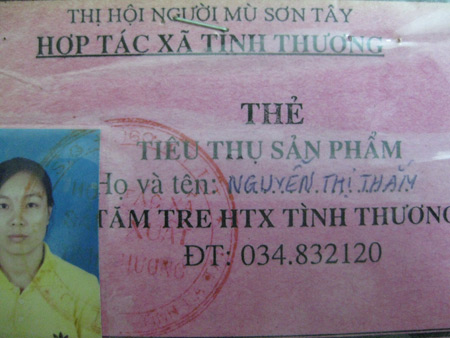 THỊ HỘI NGƯỜI MÙ SƠN TÂY
HỢP TÁC XÃ TÌNH THƯƠNG
THẺ
TIÊU THỤ SẢN PHẨM
Họ và tên: NGUYỄN.THỊ.THẮM
TĂM TRE HTX TÌNH THƯƠNG
ĐT: 034.832120